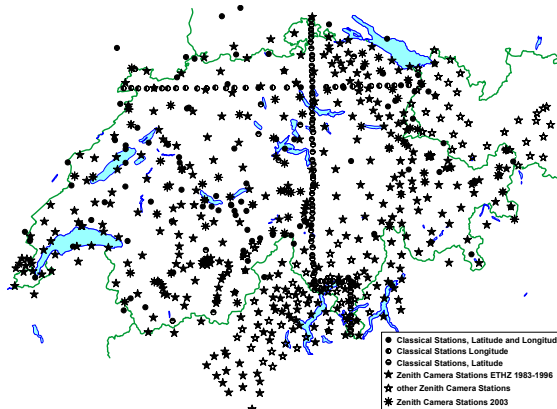 Classical Stations, Latitude and Longitud
Classical Stations Longitude
Classical Stations, Latitude
Zenith Camera Stations ETHZ 1983-1996
other Zenith Camera Stations
Zenith Camera Stations 2003